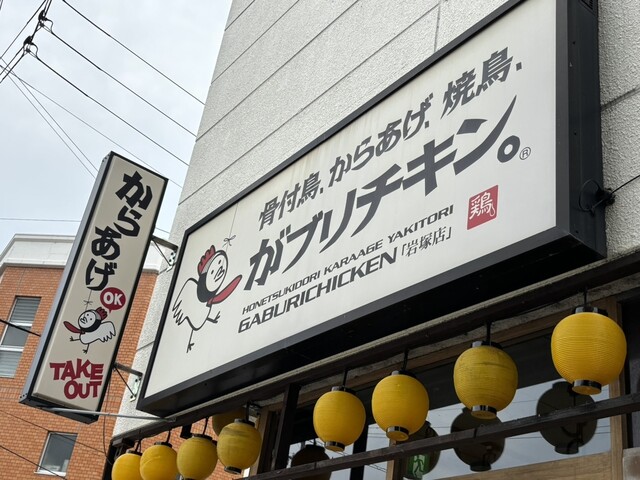 からあげ
OK
TAKE
OUT
骨付鳥、からあげ、焼鳥、
がブリチキン。®
HONETSUKIDORI KARAAGE YAKITORI
GABURICHICKEN「岩塚店」
鶏